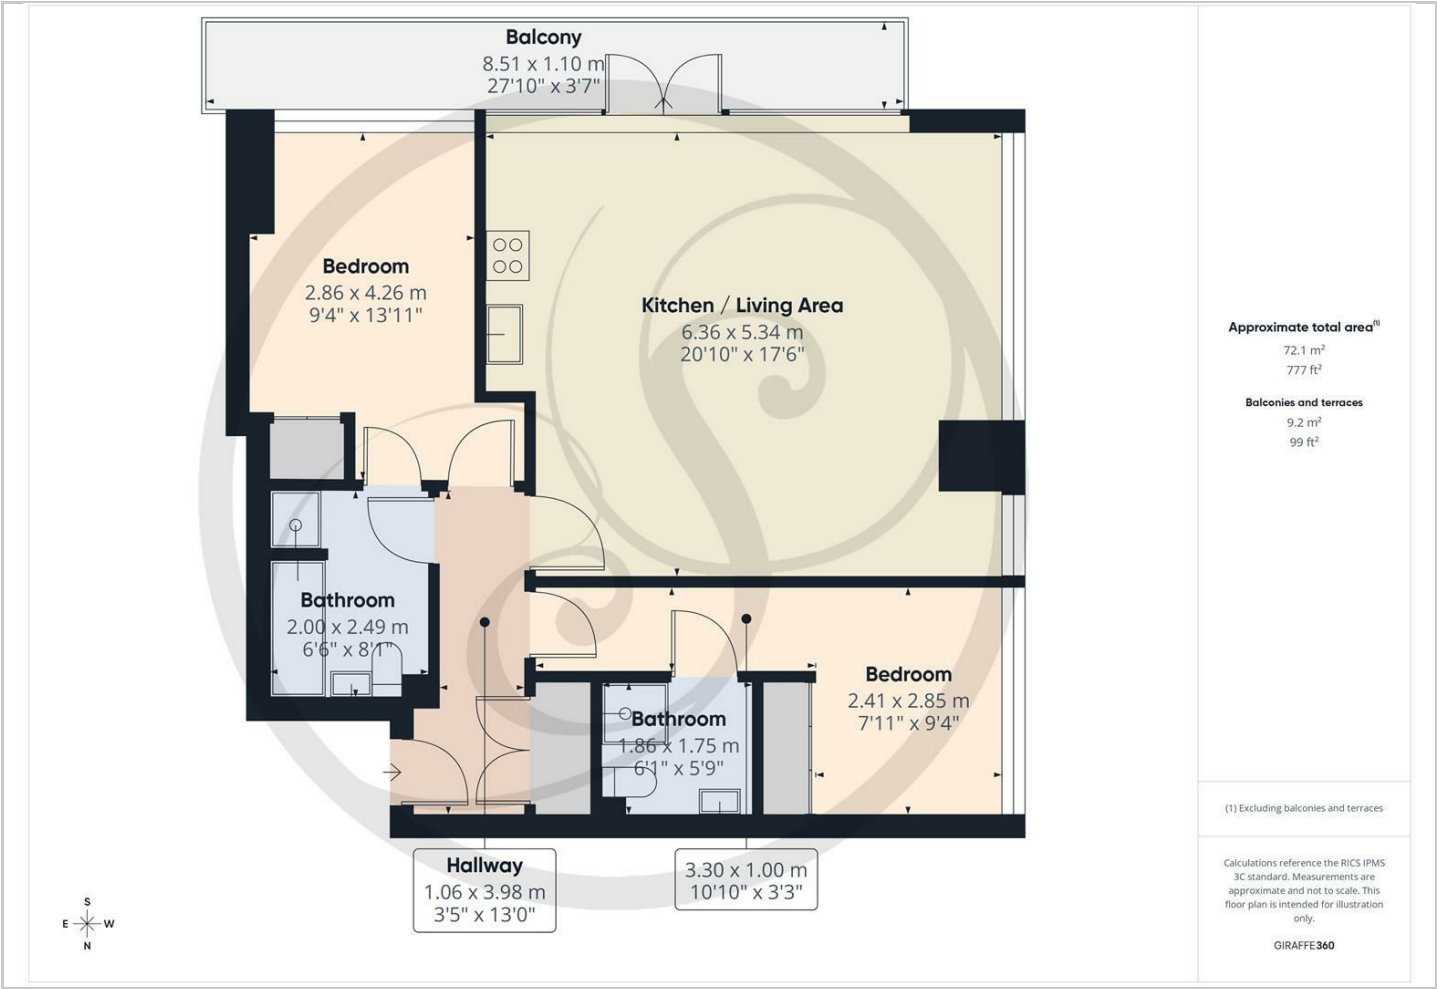 Balcony
8.51 x 1.10 m
27'10" x 3'7"
Bedroom
2.86 x 4.26 m
9'4" x 13'11"
Kitchen / Living Area
6.36 x 5.34 m
20'10" x 17'6"
Bathroom
2.00 x 2.49 m
6'6" x 8'1"
Bathroom
1.86 x 1.75 m
6'1" x 5'9"
Bedroom
2.41 x 2.85 m
7'11" x 9'4"
Hallway
1.06 x 3.98 m
3'5" x 13'0"
3.30 x 1.00 m
10'10" x 3'3"
S
E W
N
Approximate total area(1)
72.1 m²
777 ft²
Balconies and terraces
9.2 m²
99 ft²
(1) Excluding balconies and terraces
Calculations reference the RICS IPMS
3C standard. Measurements are
approximate and not to scale. This
floor plan is intended for illustration
only.
GIRAFFE360